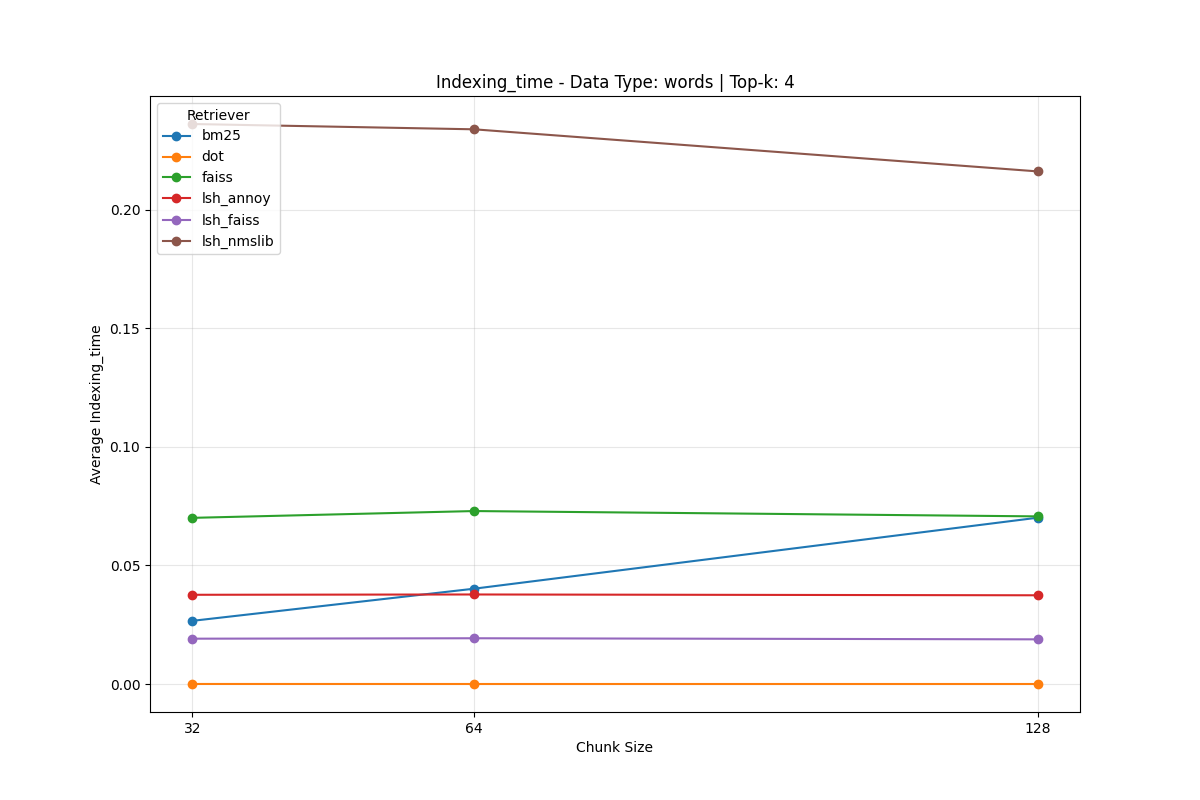 Indexing_time - Data Type: words | Top-k: 4
Retriever
bm25
dot
faiss
lsh_annoy
lsh_faiss
lsh_nmslib
Average Indexing_time
0.20
0.15
0.10
0.05
0.00
32
64
128
Chunk Size